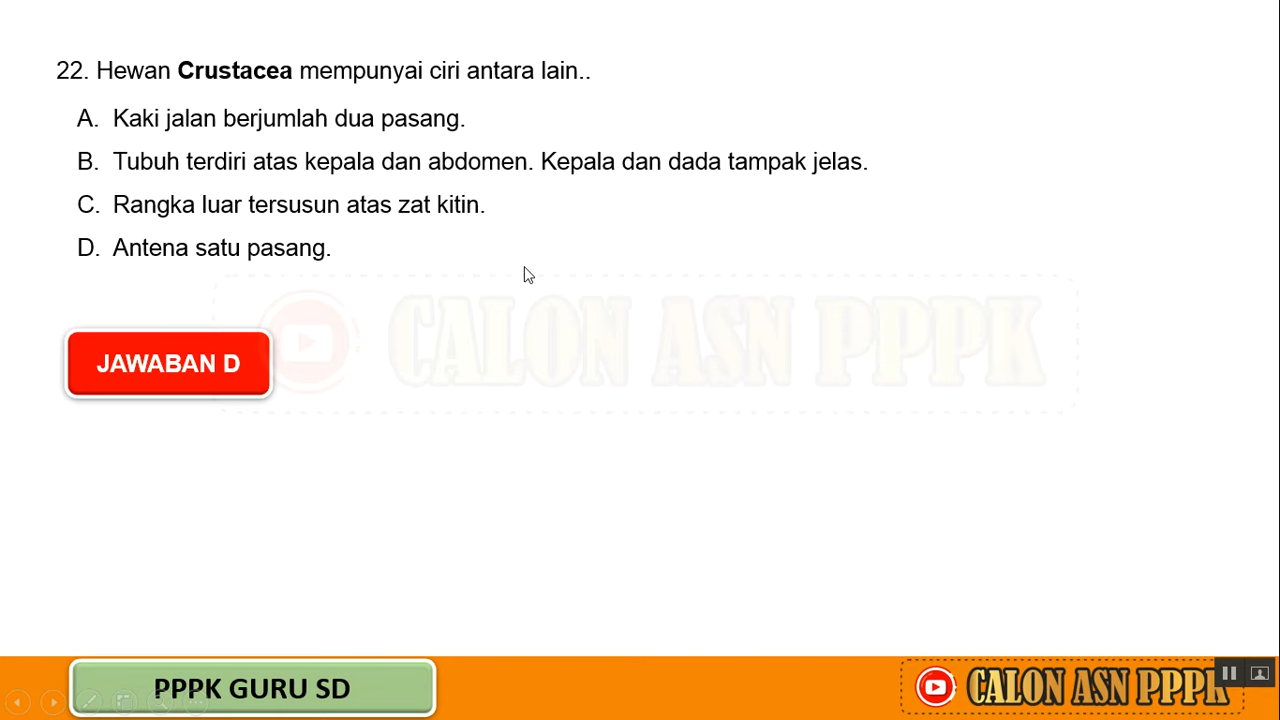 22. Hewan Crustacea mempunyai ciri antara lain..
A. Kaki jalan berjumlah dua pasang.
B. Tubuh terdiri atas kepala dan abdomen. Kepala dan dada tampak jelas.
C. Rangka luar tersusun atas zat kitin.
D. Antena satu pasang.
CALON ASN PPPK
JAWABAN D
PPPK GURU SD
CALON ASN PPPK